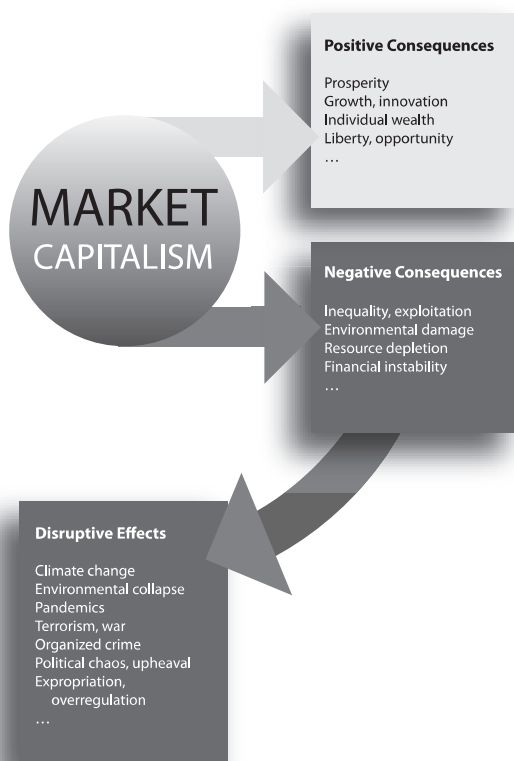 MARKET
CAPITALISM
Positive Consequences
Prosperity
Growth, innovation
Individual wealth
Liberty, opportunity
…
Negative Consequences
Inequality, exploitation
Environmental damage
Resource depletion
Financial instability
…
Disruptive Effects
Climate change
Environmental collapse
Pandemics
Terrorism, war
Organized crime
Political chaos, upheaval
Expropriation,
overregulation
…